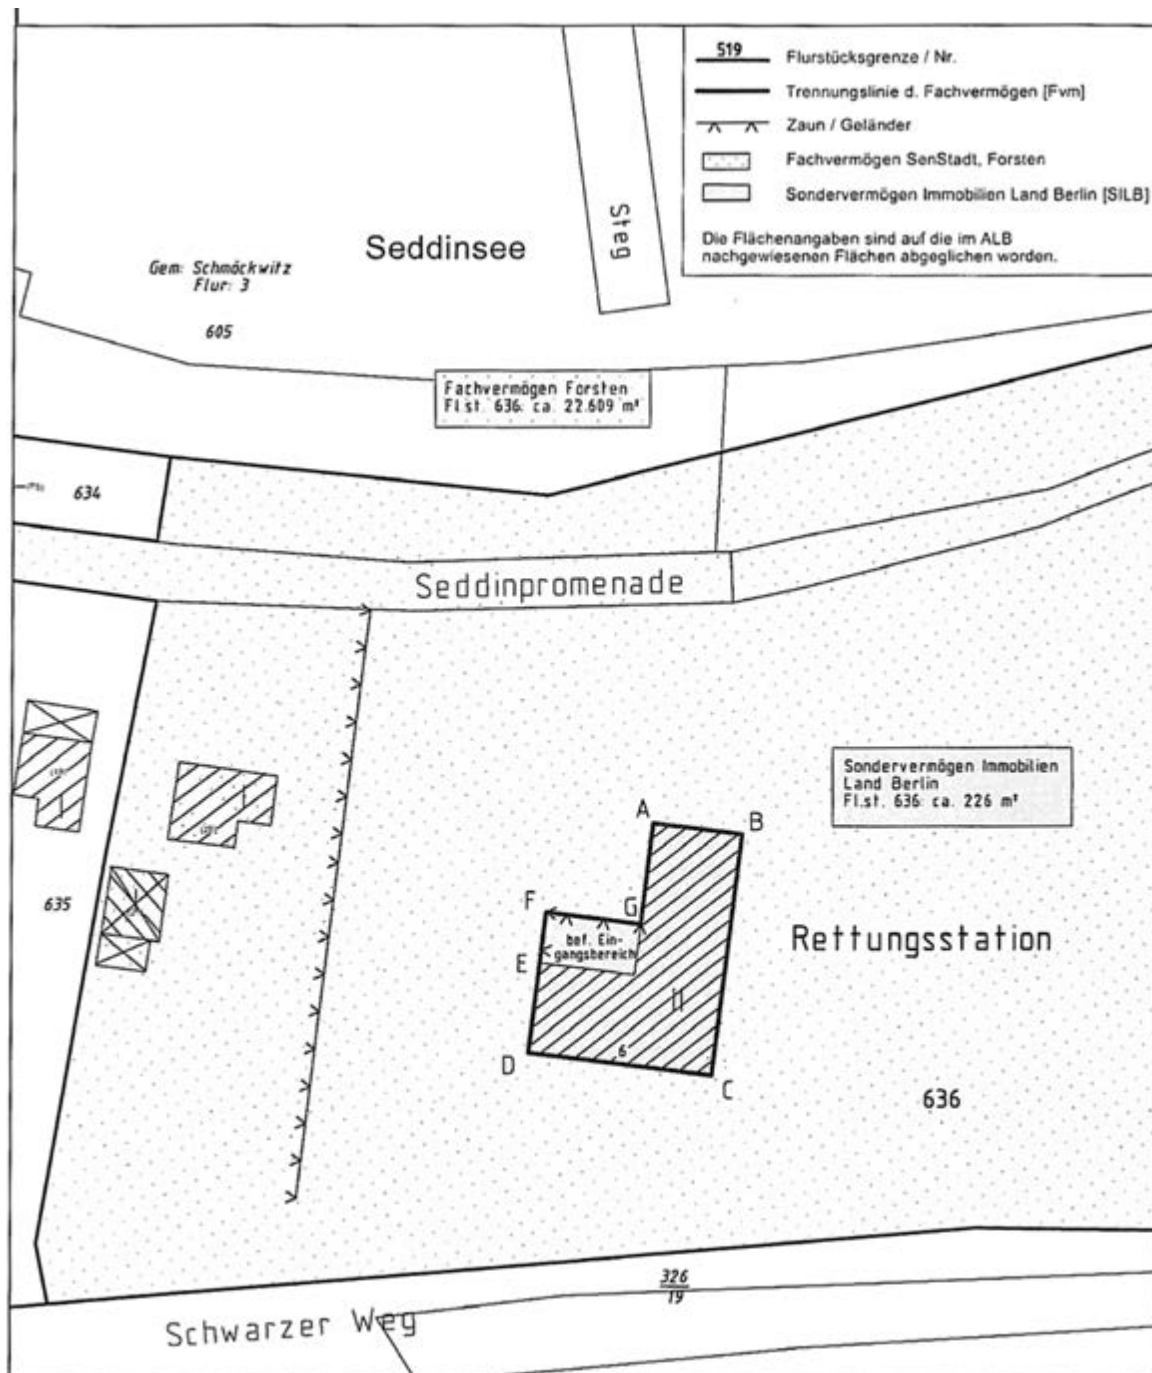 519
Flurstücksgrenze / Nr.
Trennungslinie d. Fachvermögen [Fvm]
Zaun / Geländer
Fachvermögen SenStadt, Forsten
Sondervermögen Immobilien Land Berlin [SILB]
Die Flächenangaben sind auf die im ALB
nachgewiesenen Flächen abgeglichen worden.
Steg
Seddinsee
Gem: Schmöckwitz
Flur: 3
605
Fachvermögen Forsten
Fl.st. 636: ca. 22.609 m²
634
Seddinpromenade
Sondervermögen Immobilien
Land Berlin
Fl.st. 636: ca. 226 m²
A
B
635
F
G
bef. Ein-
gangsbereich
E
Rettungsstation
II
6
D
C
636
326
19
Schwarzer Weg